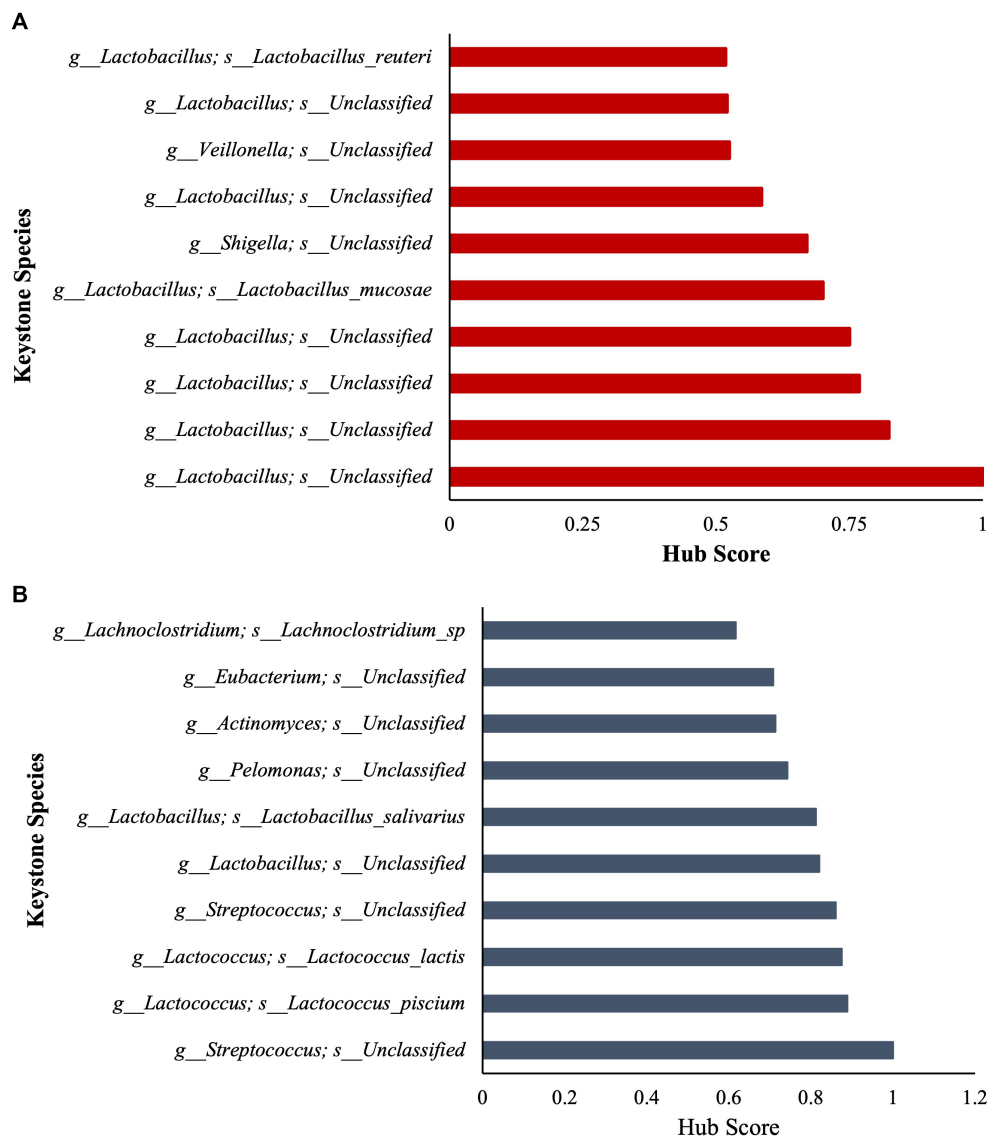 A
g__Lactobacillus; s__Lactobacillus_reuteri
g__Lactobacillus; s__Unclassified
g__Veillonella; s__Unclassified
g__Lactobacillus; s__Unclassified
g__Shigella; s__Unclassified
g__Lactobacillus; s__Lactobacillus_mucosae
g__Lactobacillus; s__Unclassified
g__Lactobacillus; s__Unclassified
g__Lactobacillus; s__Unclassified
g__Lactobacillus; s__Unclassified
Keystone Species
0 0.25 0.5 0.75 1
Hub Score
B
g__Lachnoclostridium; s__Lachnoclostridium_sp
g__Eubacterium; s__Unclassified
g__Actinomyces; s__Unclassified
g__Pelomonas; s__Unclassified
g__Lactobacillus; s__Lactobacillus_salivarius
g__Lactobacillus; s__Unclassified
g__Streptococcus; s__Unclassified
g__Lactococcus; s__Lactococcus_lactis
g__Lactococcus; s__Lactococcus_piscium
g__Streptococcus; s__Unclassified
Keystone Species
0 0.2 0.4 0.6 0.8 1 1.2
Hub Score